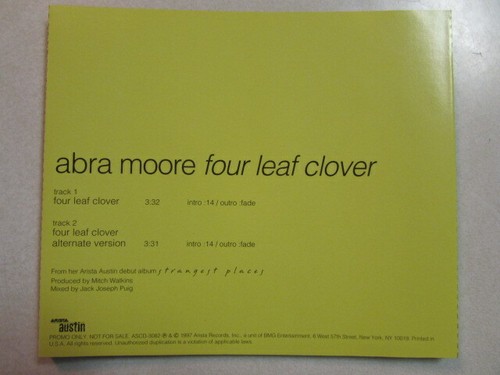 abra moore four leaf clover
track 1
four leaf clover 3:32 intro :14 / outro :fade
track 2
four leaf clover
alternate version 3:31 intro :14 / outro :fade
From her Arista Austin debut album strangest places
Produced by Mitch Watkins
Mixed by Jack Joseph Puig
ARISTA
austin
PROMO ONLY. NOT FOR SALE. ℗ & © 1997 Arista Records, Inc., a unit of BMG Entertainment, 6 West 57th Street, New York, NY 10019. Printed in
U.S.A. All rights reserved. Unauthorized duplication is a violation of applicable laws.